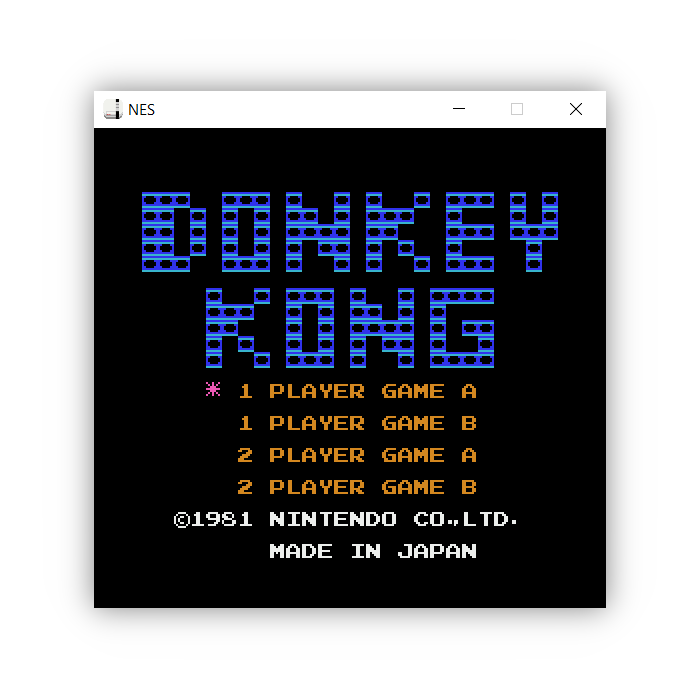 NES
DONKEY
KONG
* 1 PLAYER GAME A
1 PLAYER GAME B
2 PLAYER GAME A
2 PLAYER GAME B
©1981 NINTENDO CO.,LTD.
MADE IN JAPAN